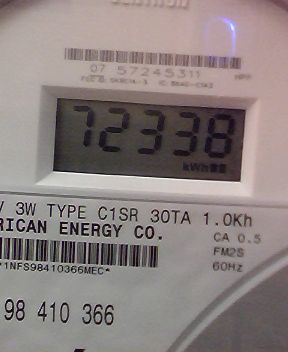 CENTRON
07 57245311
72338
kWh
V 3W TYPE C1SR 30TA 1.0Kh
RICAN ENERGY CO.
CA 0.5
FM2S
60Hz
*1NFS98410366MEC*
98 410 366